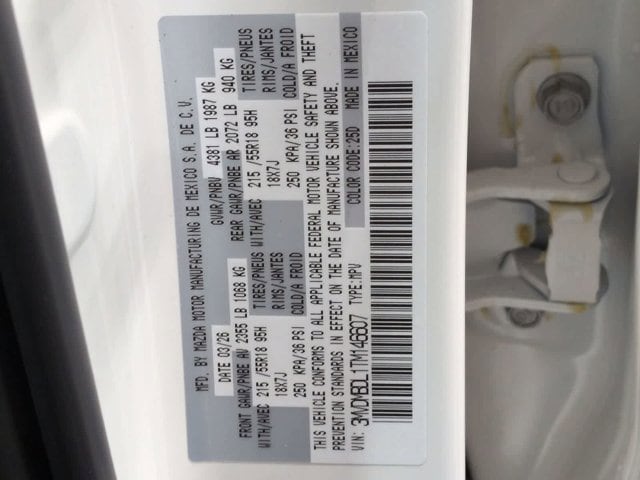 MFD. BY MAZDA MOTOR MANUFACTURING DE MEXICO S.A. DE C.V.
DATE 03/26 GVWR/PNBV 4381 LB 1987 KG
FRONT GAWR/PNBE AV 2355 LB 1068 KG REAR GAWR/PNBE AR 2072 LB 940 KG
TIRES/PNEUS WITH/AVEC TIRES/PNEUS
WITH/AVEC 215 /55R18 95H RIMS/JANTES 215 /55R18 95H RIMS/JANTES
18X7J COLD/A FROID 18X7J COLD/A FROID
250 KPA/36 PSI 250 KPA/36 PSI
THIS VEHICLE CONFORMS TO ALL APPLICABLE FEDERAL MOTOR VEHICLE SAFETY AND THEFT
PREVENTION STANDARDS IN EFFECT ON THE DATE OF MANUFACTURE SHOWN ABOVE.
VIN: 3MVDMBDL1TM146607 TYPE:MPV COLOR CODE:25D MADE IN MEXICO